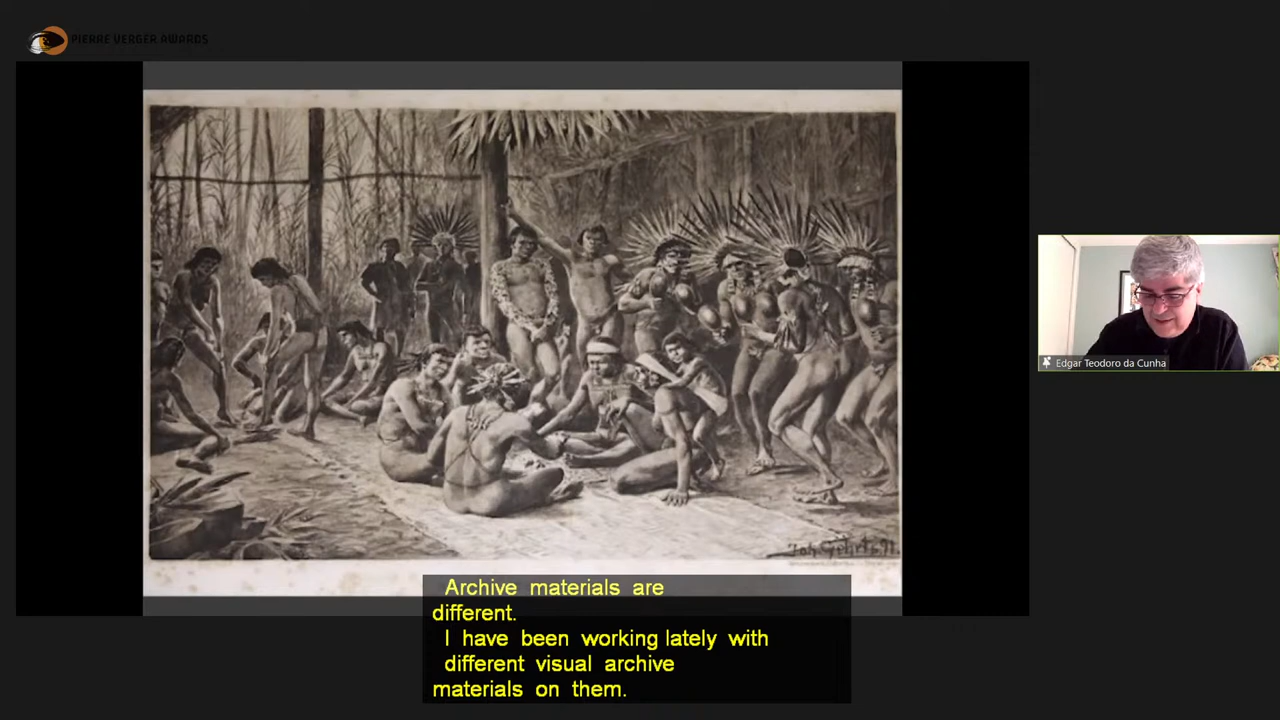 PIERRE VERGER AWARDS
Edgar Teodoro da Cunha
Archive materials are
different.
I have been working lately with
different visual archive
materials on them.